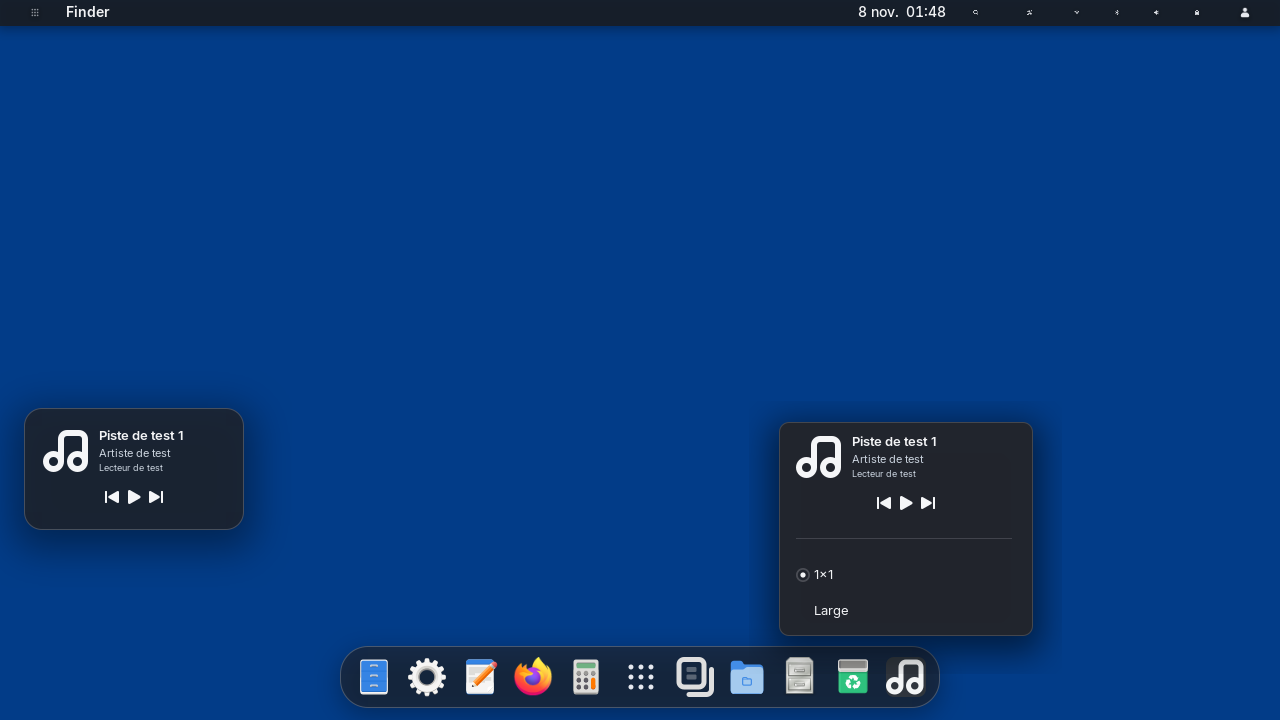 Finder
8 nov. 01:48
Piste de test 1
Artiste de test
Lecteur de test
Piste de test 1
Artiste de test
Lecteur de test
1×1
Large